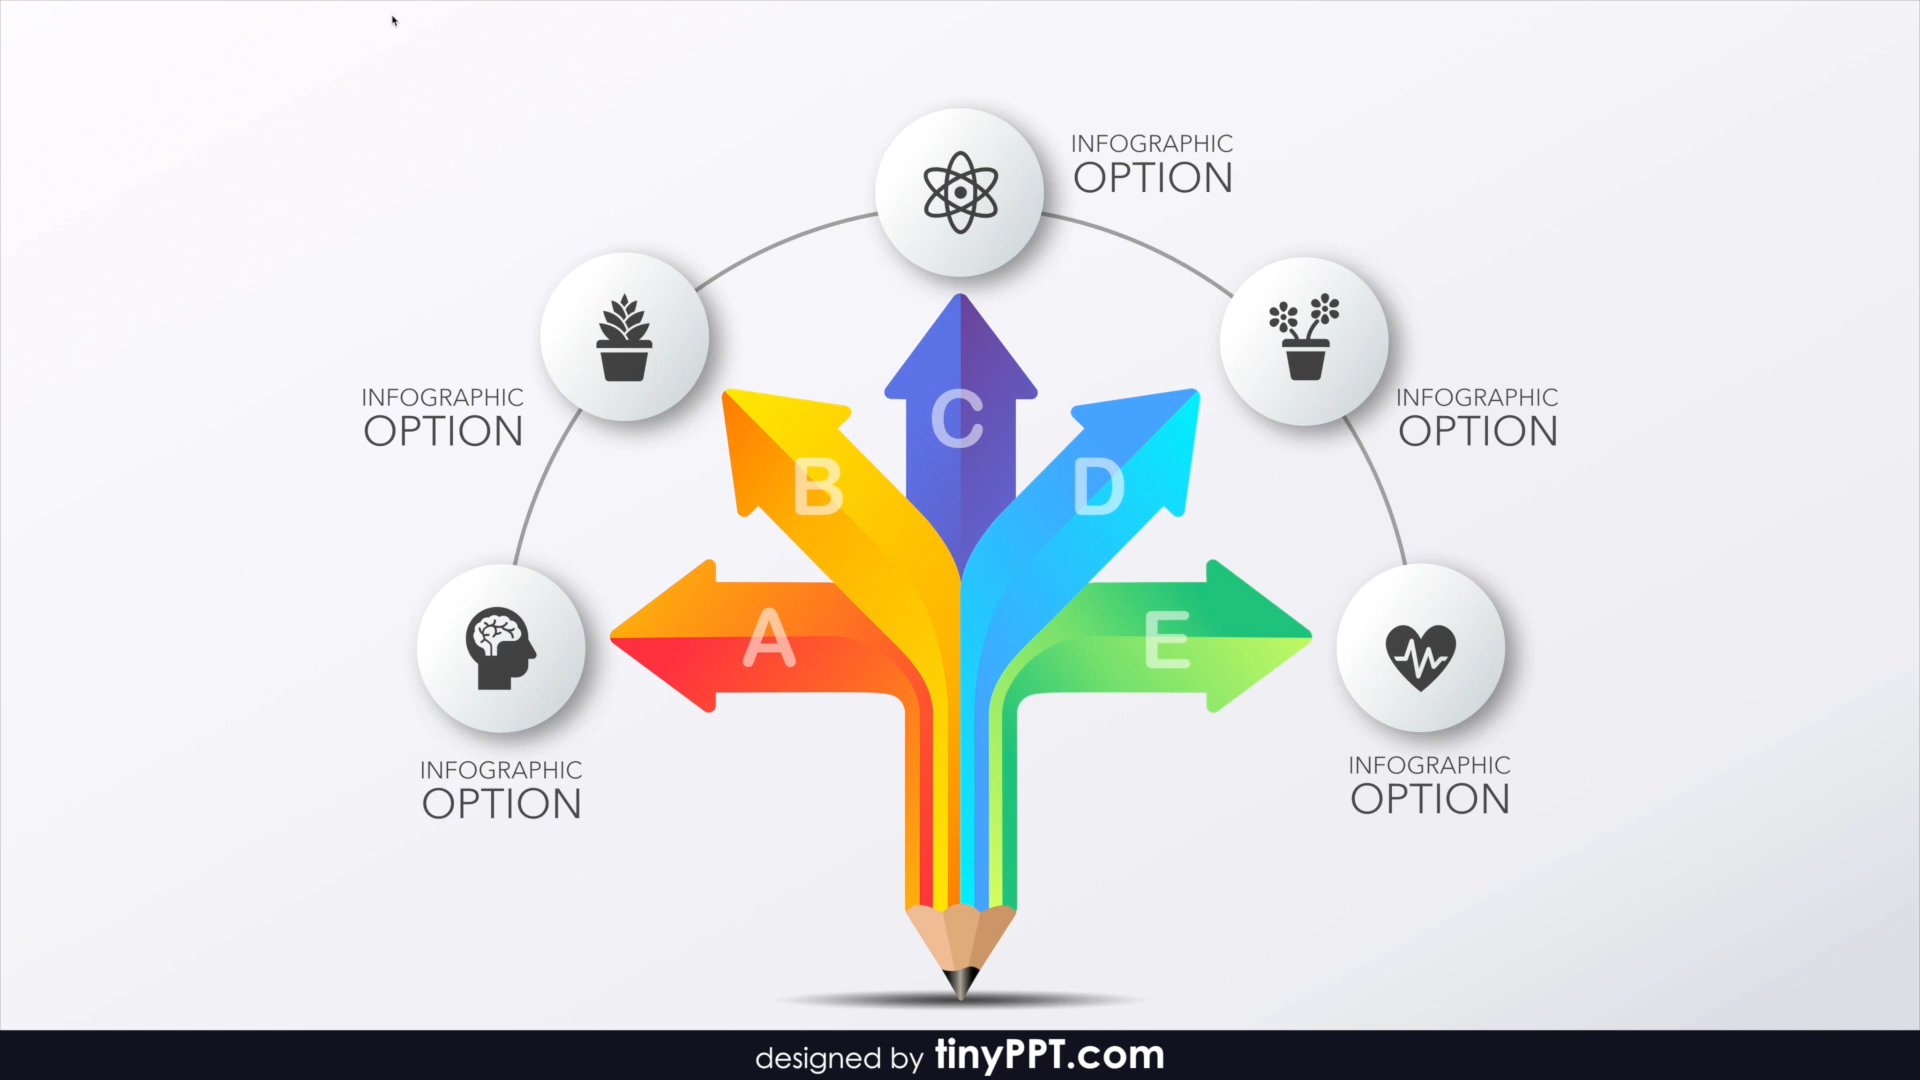 INFOGRAPHIC
OPTION
INFOGRAPHIC
OPTION
INFOGRAPHIC
OPTION
C
B
D
A
E
INFOGRAPHIC
OPTION
INFOGRAPHIC
OPTION
designed by tinyPPT.com